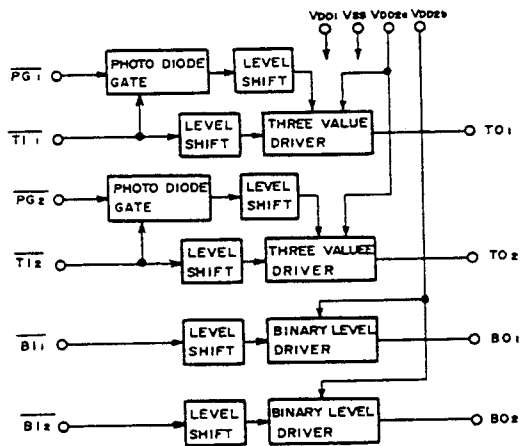 VDD1 VSS VDD2a VDD2b
PG1
PHOTO DIODE
GATE
LEVEL
SHIFT
TI1
LEVEL
SHIFT
THREE VALUE
DRIVER
TO1
PG2
PHOTO DIODE
GATE
LEVEL
SHIFT
TI2
LEVEL
SHIFT
THREE VALUEE
DRIVER
TO2
BI1
LEVEL
SHIFT
BINARY LEVEL
DRIVER
BO1
BI2
LEVEL
SHIFT
BINARY LEVEL
DRIVER
BO2